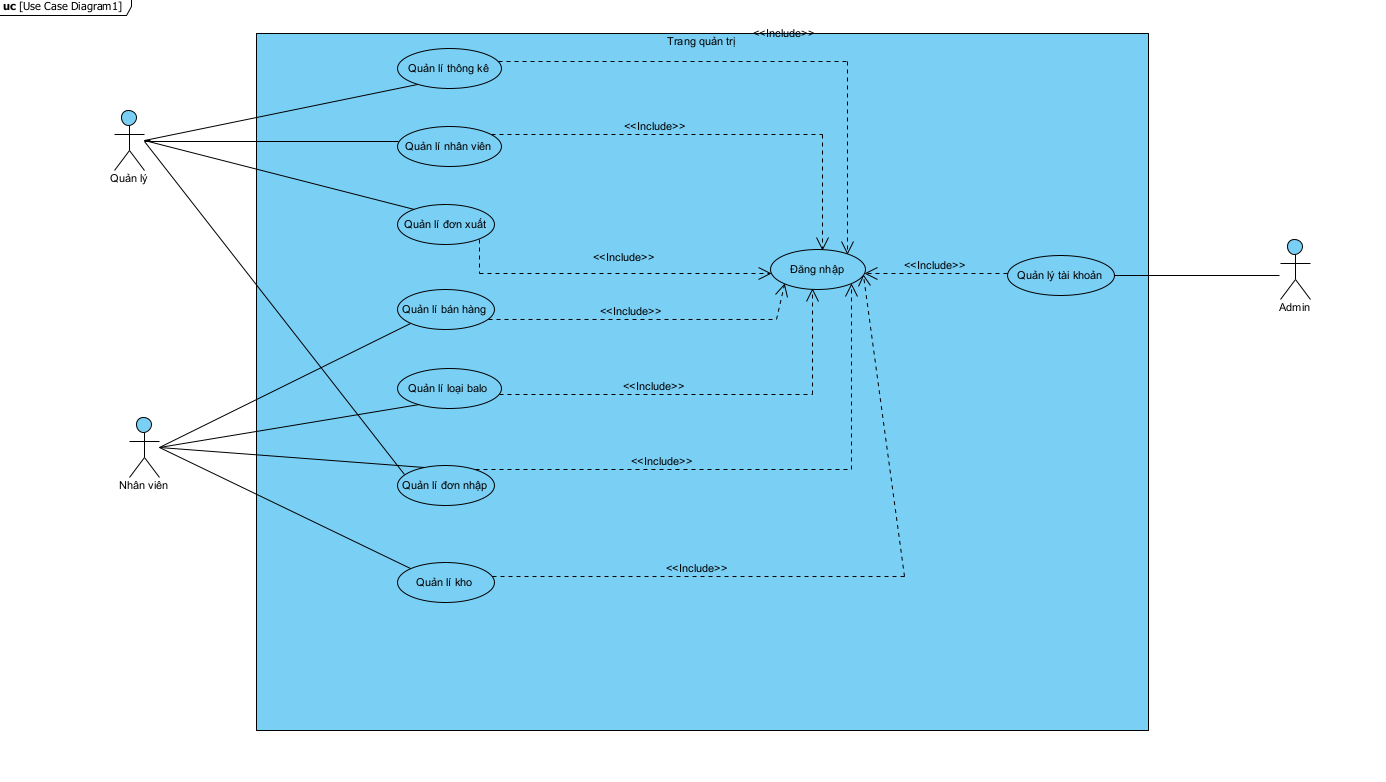 uc [Use Case Diagram1]
<<Include>>
Trang quản trị
Quản lí thông kê
<<Include>>
Quản lí nhân viên
Quản lý
Quản lí đơn xuất
<<Include>>
Đăng nhập
<<Include>>
Quản lý tài khoản
Admin
Quản lí bán hàng
<<Include>>
Quản lí loại balo
<<Include>>
Nhân viên
<<Include>>
Quản lí đơn nhập
<<Include>>
Quản lí kho